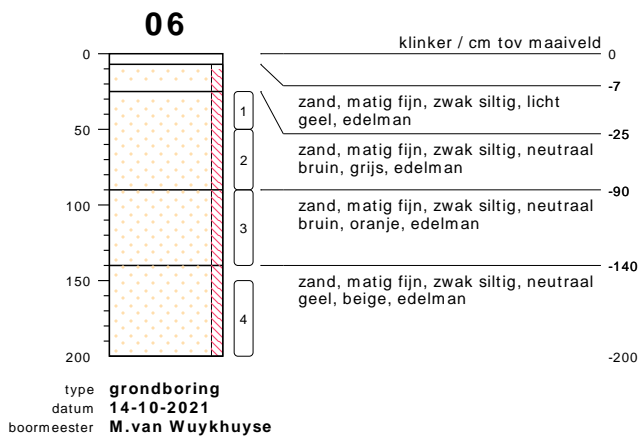 06
klinker / cm tov maaiveld
0
0
-7
zand, matig fijn, zwak siltig, licht
geel, edelman
-25
1
50
zand, matig fijn, zwak siltig, neutraal
bruin, grijs, edelman
2
-90
100
zand, matig fijn, zwak siltig, neutraal
bruin, oranje, edelman
3
-140
150
zand, matig fijn, zwak siltig, neutraal
geel, beige, edelman
4
200
-200
type grondboring
datum 14-10-2021
boormeester M.van Wuykhuyse